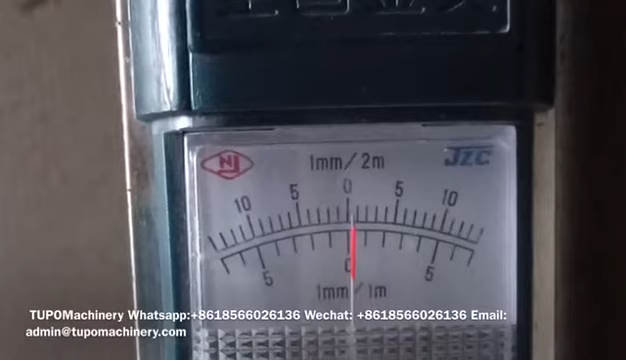 1mm/2m
JZC
10 5 0 5 10
5 0 5
1mm/1m
TUPOMachinery Whatsapp:+8618566026136 Wechat: +8618566026136 Email:
admin@tupomachinery.com